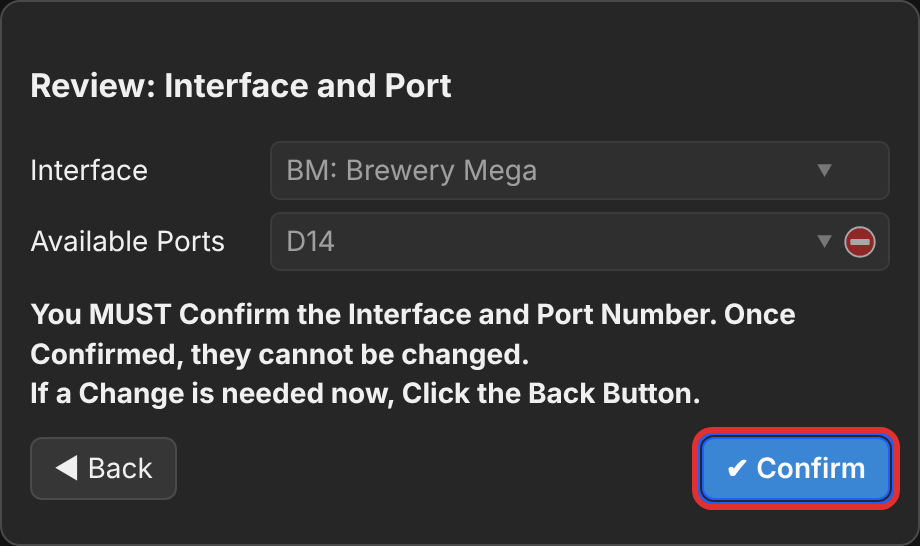 Review: Interface and Port
Interface
BM: Brewery Mega
Available Ports
D14
You MUST Confirm the Interface and Port Number. Once
Confirmed, they cannot be changed.
If a Change is needed now, Click the Back Button.
◀ Back
✔ Confirm